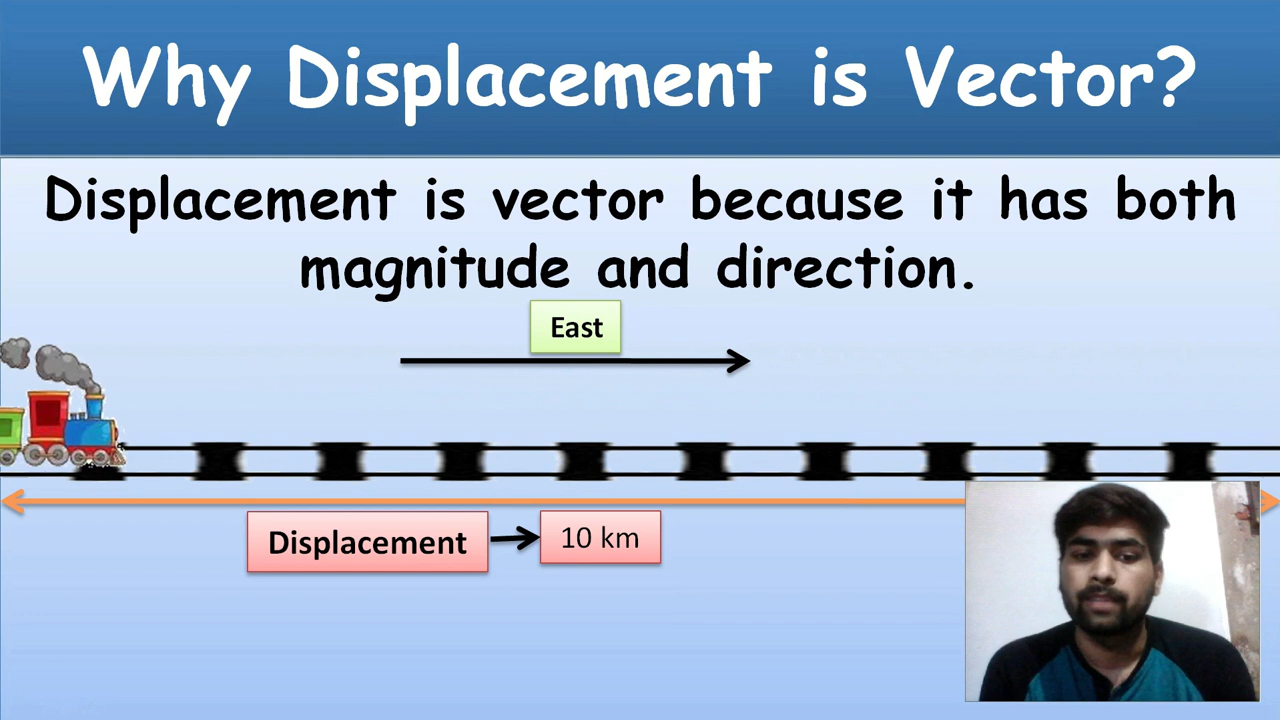 Why Displacement is Vector?
Displacement is vector because it has both
magnitude and direction.
East
Displacement
10 km